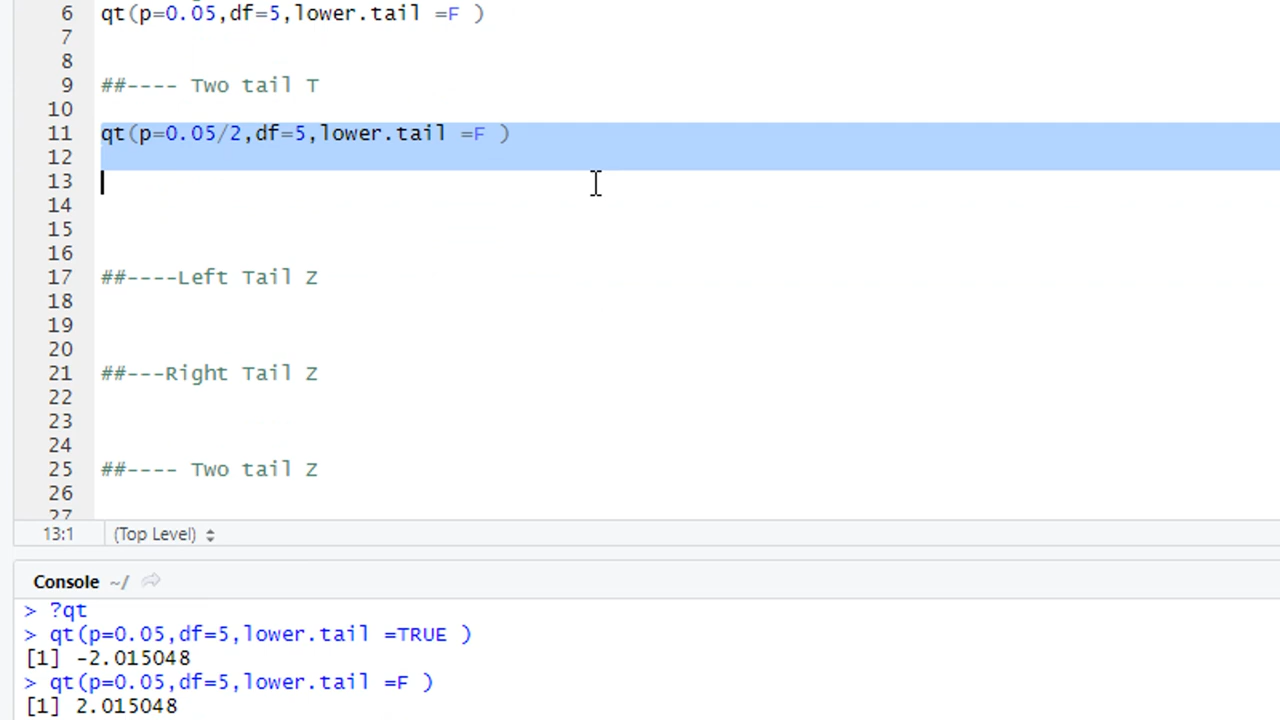 6 qt(p=0.05,df=5,lower.tail =F )
7
8
9 ##---- Two tail T
10
11 qt(p=0.05/2,df=5,lower.tail =F )
12
13
14
15
16
17 ##----Left Tail Z
18
19
20
21 ##---Right Tail Z
22
23
24
25 ##---- Two tail Z
26
27
13:1 (Top Level)
Console ~/
> ?qt
> qt(p=0.05,df=5,lower.tail =TRUE )
[1] -2.015048
> qt(p=0.05,df=5,lower.tail =F )
[1] 2.015048